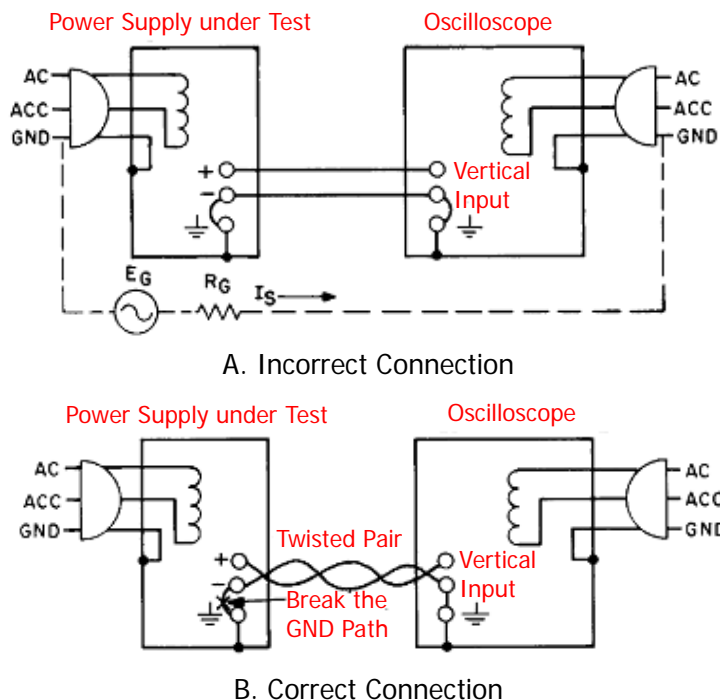 Power Supply under Test
Oscilloscope
AC
ACC
GND
AC
ACC
GND
+
Vertical
Input
−
EG
RG
IS
A. Incorrect Connection
Power Supply under Test
Oscilloscope
AC
ACC
GND
AC
ACC
GND
Twisted Pair
+
Vertical
Input
−
Break the
GND Path
B. Correct Connection